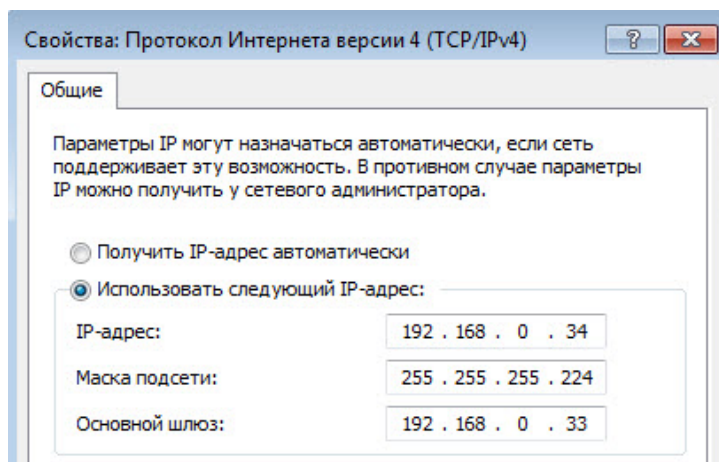 Свойства: Протокол Интернета версии 4 (TCP/IPv4)
?
Общие
Параметры IP могут назначаться автоматически, если сеть
поддерживает эту возможность. В противном случае параметры
IP можно получить у сетевого администратора.
Получить IP-адрес автоматически
Использовать следующий IP-адрес:
IP-адрес: 192 . 168 . 0 . 34
Маска подсети: 255 . 255 . 255 . 224
Основной шлюз: 192 . 168 . 0 . 33